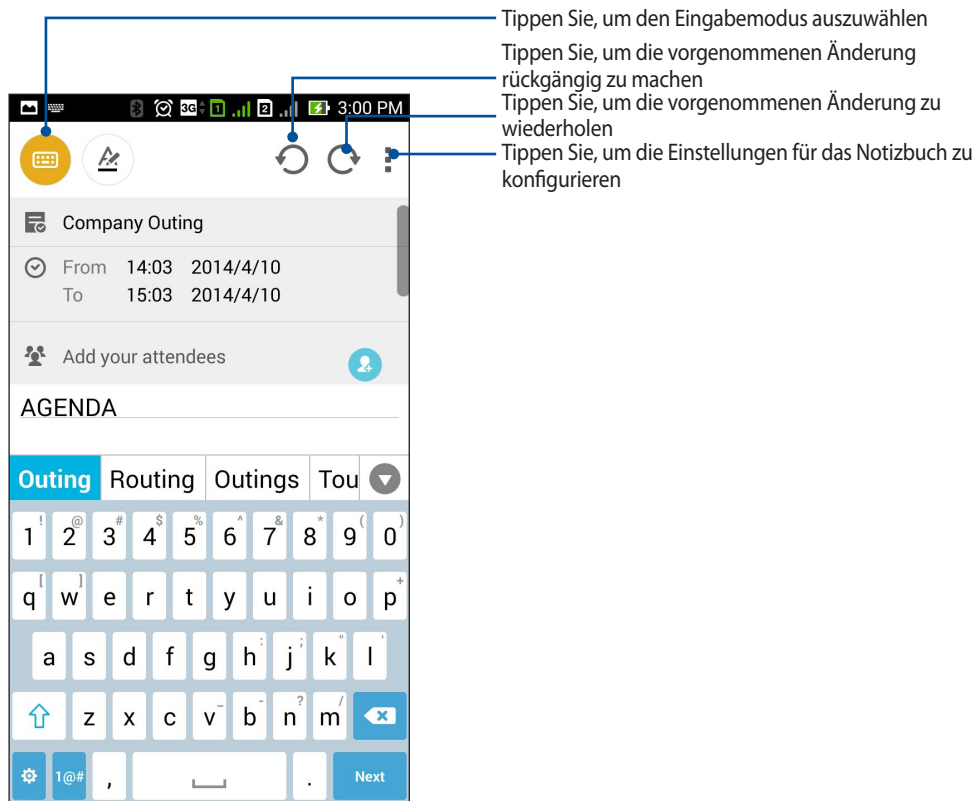 Tippen Sie, um den Eingabemodus auszuwählen
Tippen Sie, um die vorgenommenen Änderung
rückgängig zu machen
Tippen Sie, um die vorgenommenen Änderung zu
wiederholen
Tippen Sie, um die Einstellungen für das Notizbuch zu
konfigurieren
3G 1 2 3:00 PM
Company Outing
From 14:03 2014/4/10
To 15:03 2014/4/10
Add your attendees
AGENDA
Outing Routing Outings Tou
! @ # $ % ^ & * ( )
1 2 3 4 5 6 7 8 9 0
[ ] +
q w e r t y u i o p
: ; " '
a s d f g h j k l
- - ? /
z x c v b n m
1@# , . Next